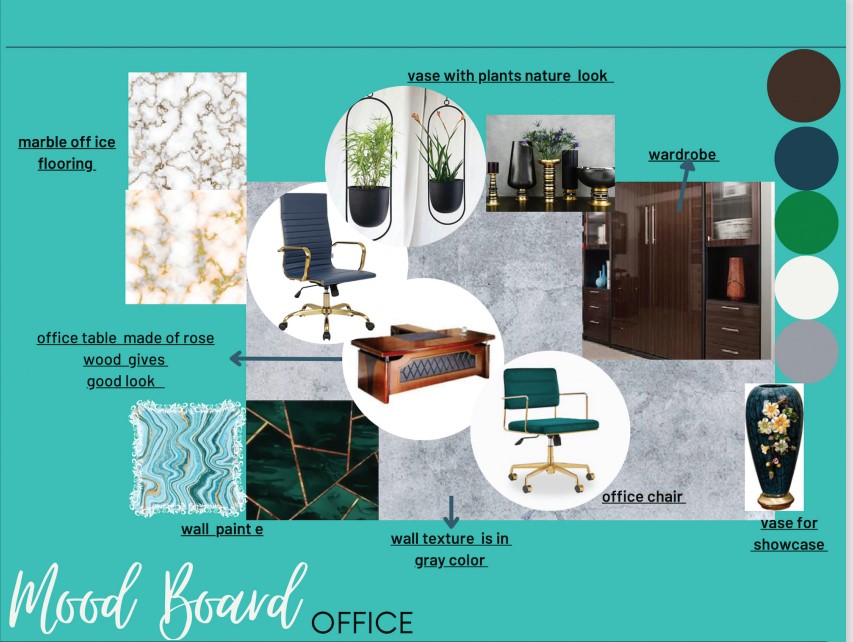 vase with plants nature look
marble off ice
flooring
wardrobe
office table made of rose
wood gives
good look
office chair
wall paint e
vase for
showcase
wall texture is in
gray color
Mood Board OFFICE